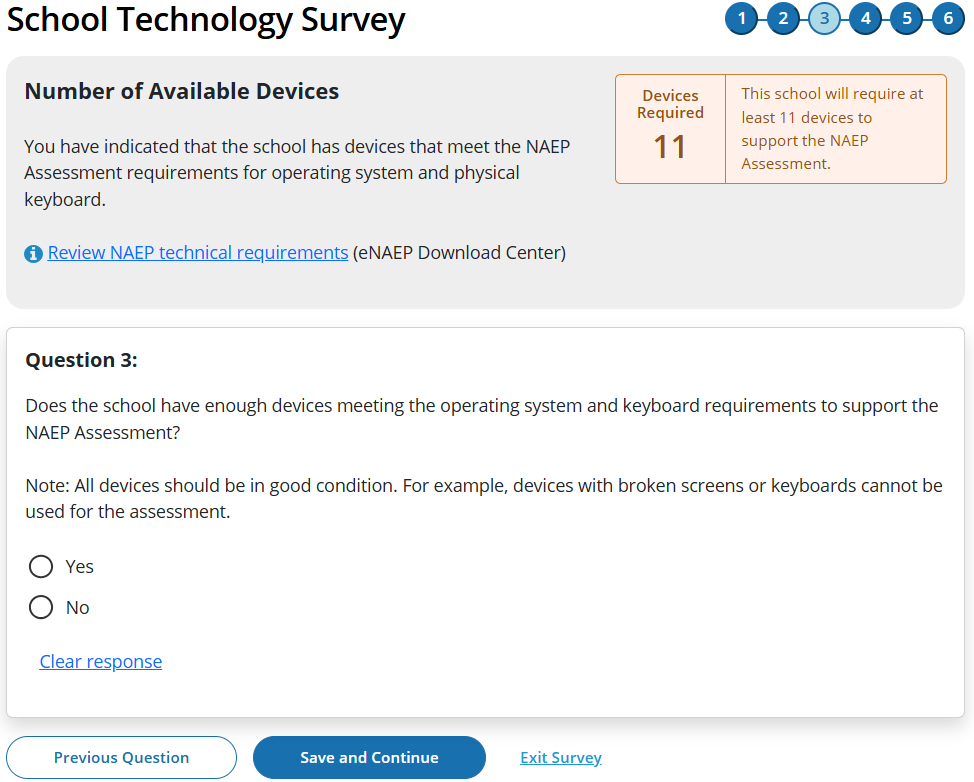 School Technology Survey
1 2 3 4 5 6
Number of Available Devices
Devices
Required
11
This school will require at
least 11 devices to
support the NAEP
Assessment.
You have indicated that the school has devices that meet the NAEP
Assessment requirements for operating system and physical
keyboard.
Review NAEP technical requirements (eNAEP Download Center)
Question 3:
Does the school have enough devices meeting the operating system and keyboard requirements to support the
NAEP Assessment?
Note: All devices should be in good condition. For example, devices with broken screens or keyboards cannot be
used for the assessment.
Yes
No
Clear response
Previous Question
Save and Continue
Exit Survey